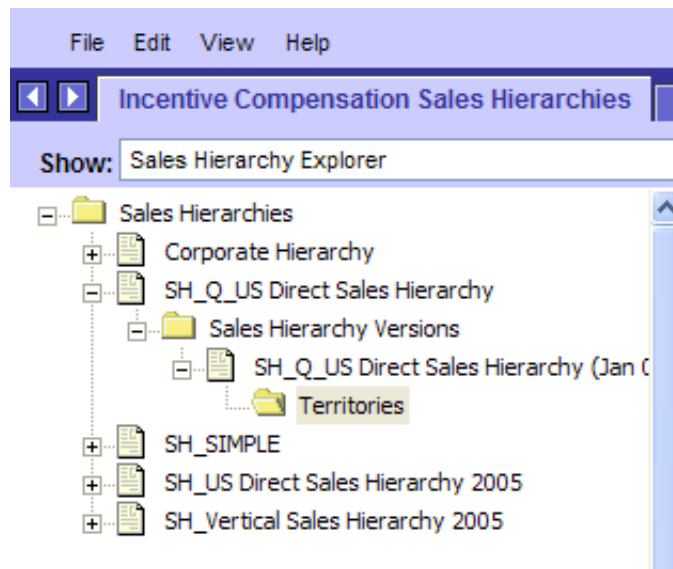 File Edit View Help
Incentive Compensation Sales Hierarchies
Show: Sales Hierarchy Explorer
Sales Hierarchies
Corporate Hierarchy
SH_Q_US Direct Sales Hierarchy
Sales Hierarchy Versions
SH_Q_US Direct Sales Hierarchy (Jan
Territories
SH_SIMPLE
SH_US Direct Sales Hierarchy 2005
SH_Vertical Sales Hierarchy 2005